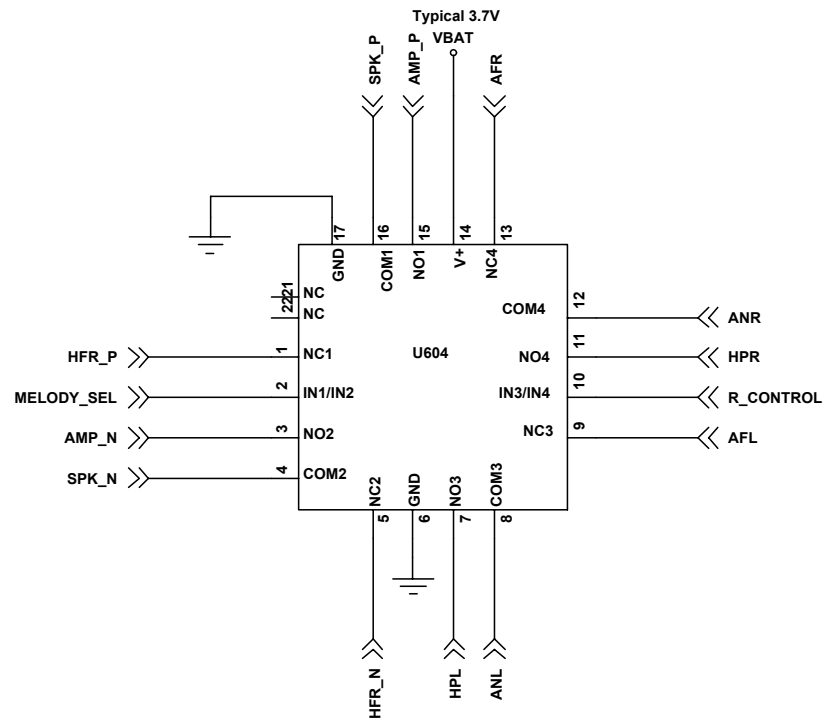 Typical 3.7V
VBAT
SPK_P
AMP_P
AFR
17
16
15
14
13
GND
COM1
NO1
V+
NC4
21
NC
22
NC
HFR_P
1
NC1
MELODY_SEL
2
IN1/IN2
AMP_N
3
NO2
SPK_N
4
COM2
U604
COM4
12
ANR
NO4
11
HPR
IN3/IN4
10
R_CONTROL
NC3
9
AFL
NC2
GND
NO3
COM3
5
6
7
8
HFR_N
HPL
ANL